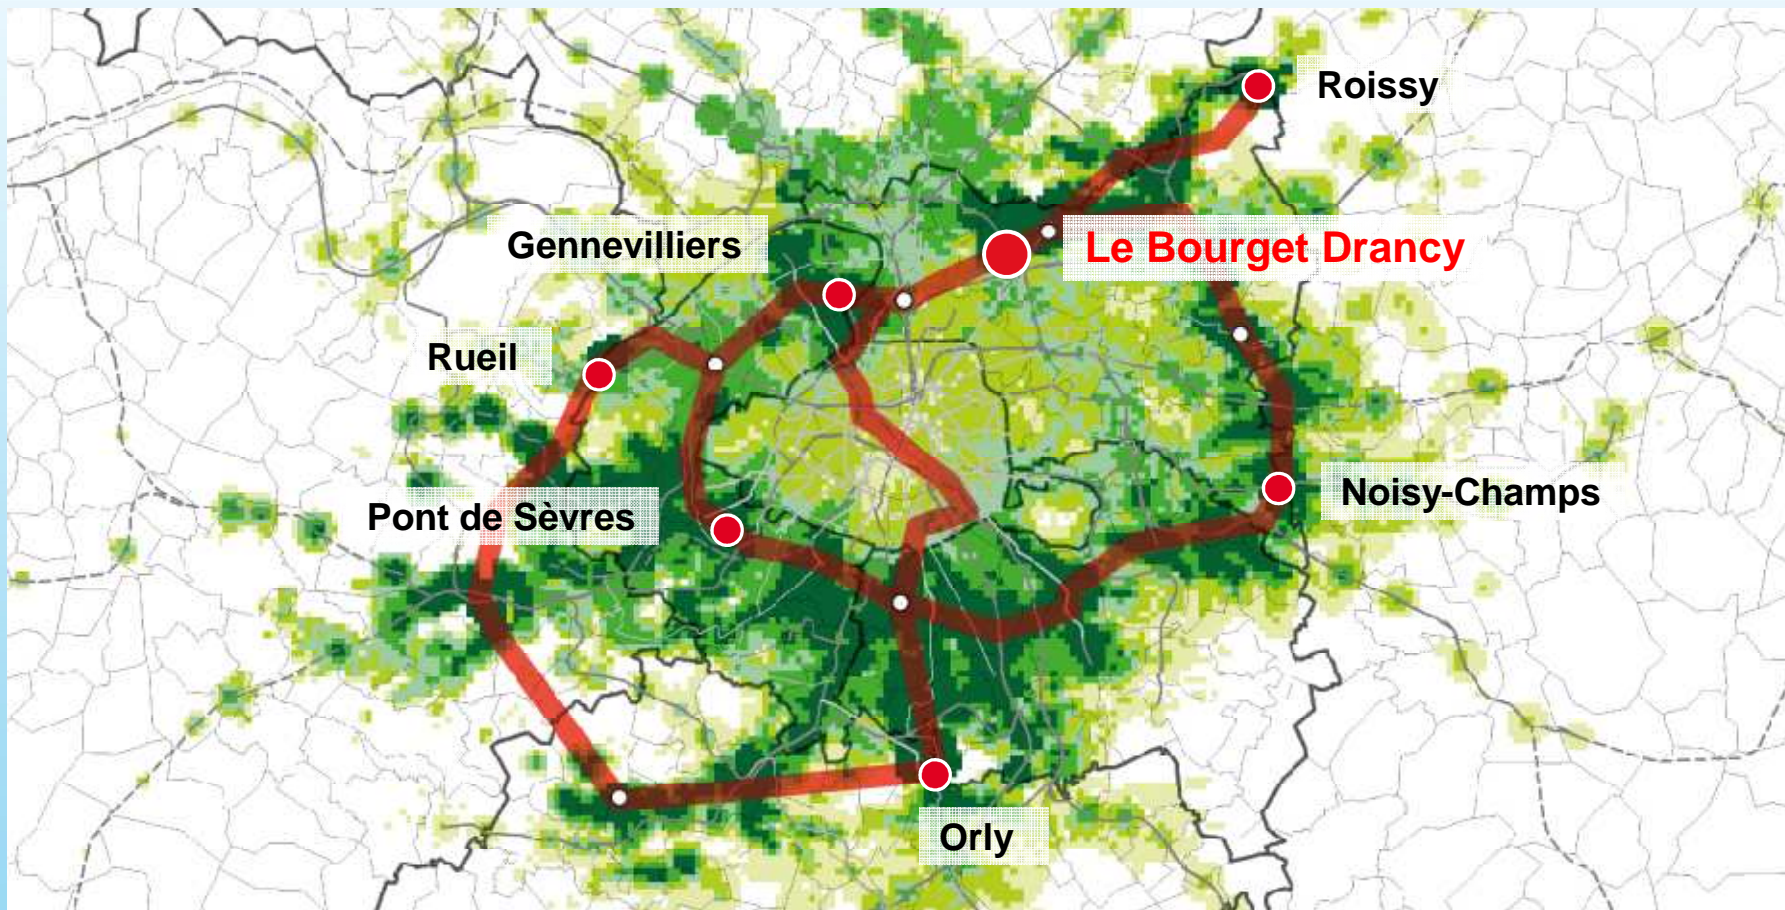 Roissy
Gennevilliers
Le Bourget Drancy
Rueil
Noisy-Champs
Pont de Sèvres
Orly